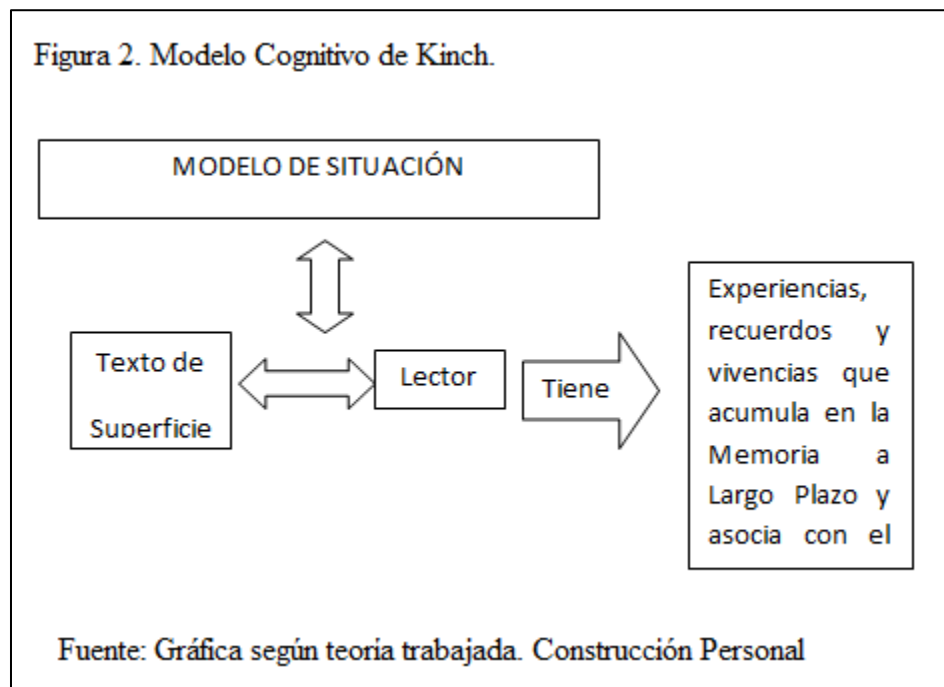 Figura 2. Modelo Cognitivo de Kinch.
MODELO DE SITUACIÓN
Texto de
Superficie
Lector
Tiene
Experiencias,
recuerdos y
vivencias que
acumula en la
Memoria a
Largo Plazo y
asocia con el
Fuente: Gráfica según teoría trabajada. Construcción Personal